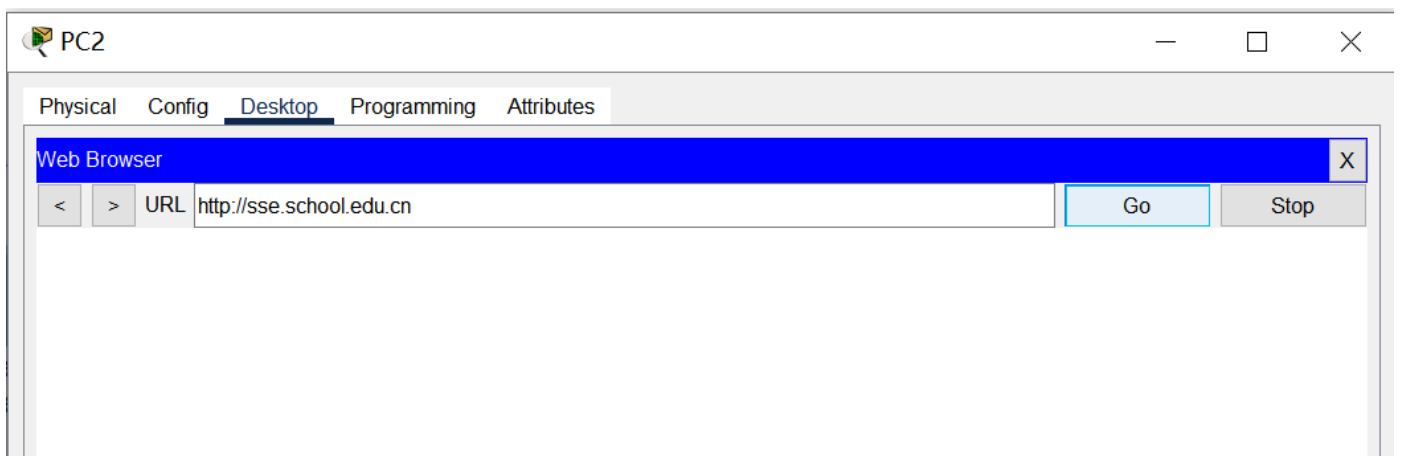 PC2
Physical Config Desktop Programming Attributes
Web Browser X
< > URL http://sse.school.edu.cn Go Stop